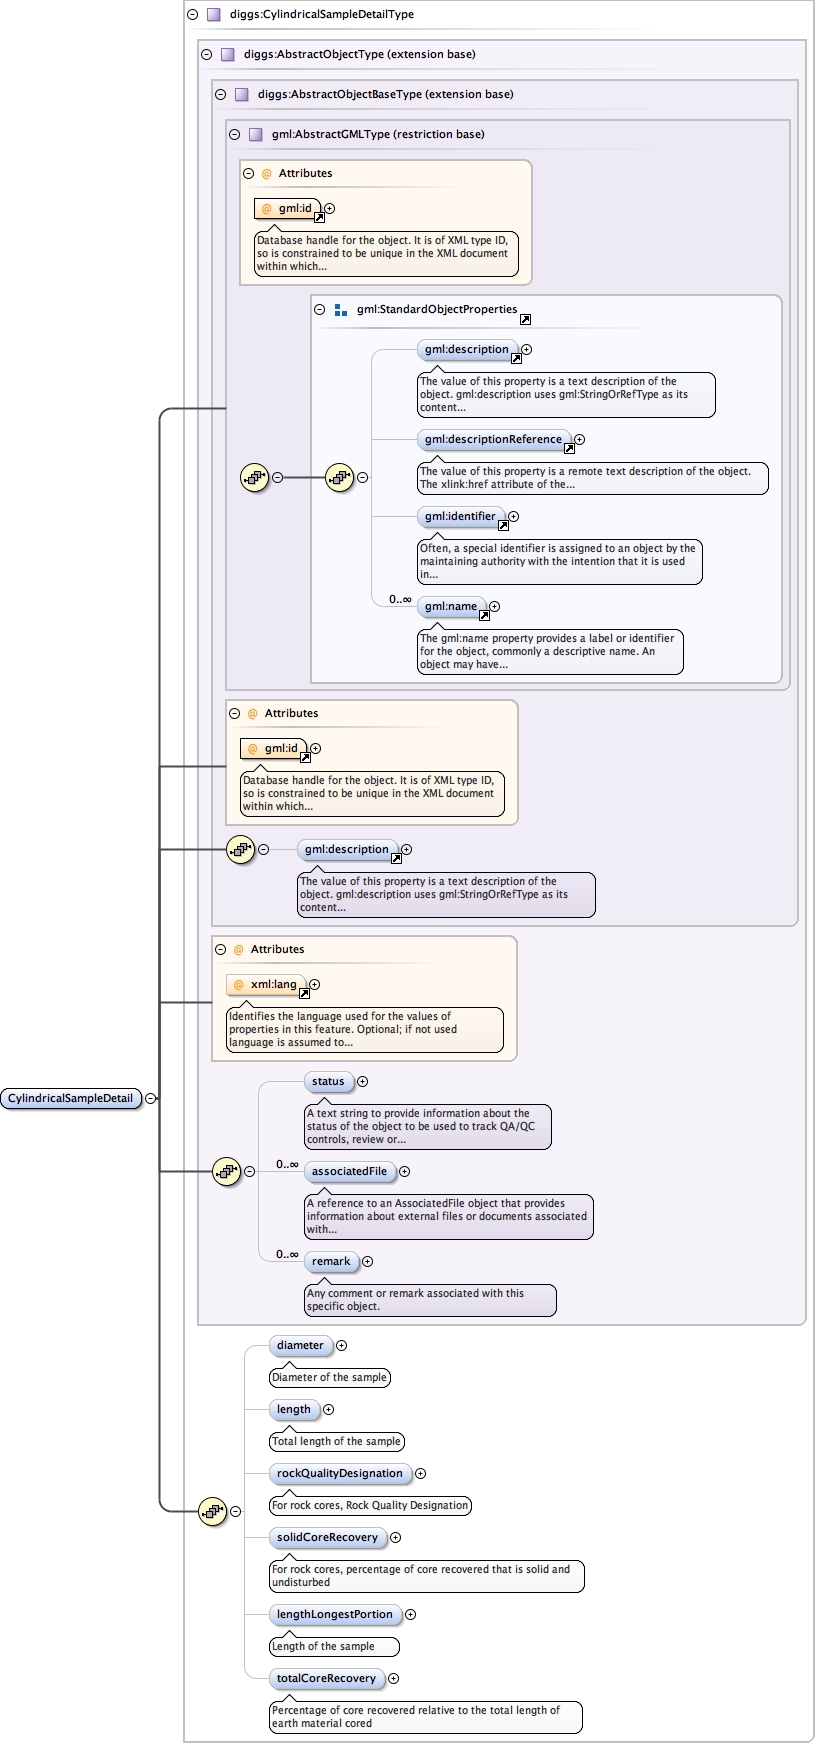 diggs:CylindricalSampleDetailType
diggs:AbstractObjectType (extension base)
diggs:AbstractObjectBaseType (extension base)
gml:AbstractGMLType (restriction base)
@ Attributes
@ gml:id
Database handle for the object. It is of XML type ID,
so is constrained to be unique in the XML document
within which...
gml:StandardObjectProperties
gml:description
The value of this property is a text description of the
object. gml:description uses gml:StringOrRefType as its
content...
gml:descriptionReference
The value of this property is a remote text description of the object.
The xlink:href attribute of the...
gml:identifier
Often, a special identifier is assigned to an object by the
maintaining authority with the intention that it is used
in...
0..∞
gml:name
The gml:name property provides a label or identifier
for the object, commonly a descriptive name. An
object may have...
@ Attributes
@ gml:id
Database handle for the object. It is of XML type ID,
so is constrained to be unique in the XML document
within which...
gml:description
The value of this property is a text description of the
object. gml:description uses gml:StringOrRefType as its
content...
@ Attributes
@ xml:lang
Identifies the language used for the values of
properties in this feature. Optional; if not used
language is assumed to...
CylindricalSampleDetail
status
A text string to provide information about the
status of the object to be used to track QA/QC
controls, review or...
0..∞
associatedFile
A reference to an AssociatedFile object that provides
information about external files or documents associated
with...
0..∞
remark
Any comment or remark associated with this
specific object.
diameter
Diameter of the sample
length
Total length of the sample
rockQualityDesignation
For rock cores, Rock Quality Designation
solidCoreRecovery
For rock cores, percentage of core recovered that is solid and
undisturbed
lengthLongestPortion
Length of the sample
totalCoreRecovery
Percentage of core recovered relative to the total length of
earth material cored